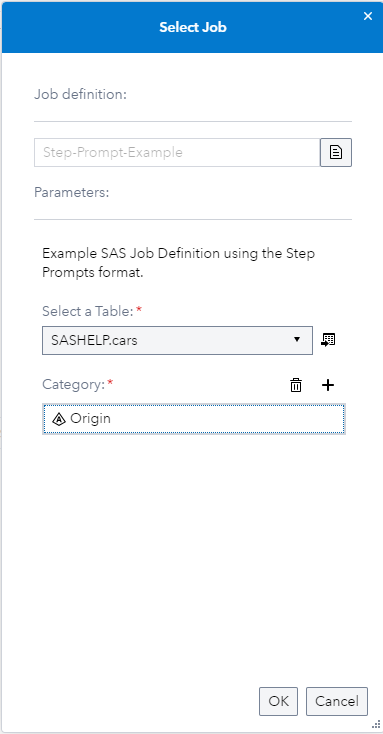 Select Job
Job definition:
Step-Prompt-Example
Parameters:
Example SAS Job Definition using the Step
Prompts format.
Select a Table: *
SASHELP.cars
Category: *
Origin
OK
Cancel